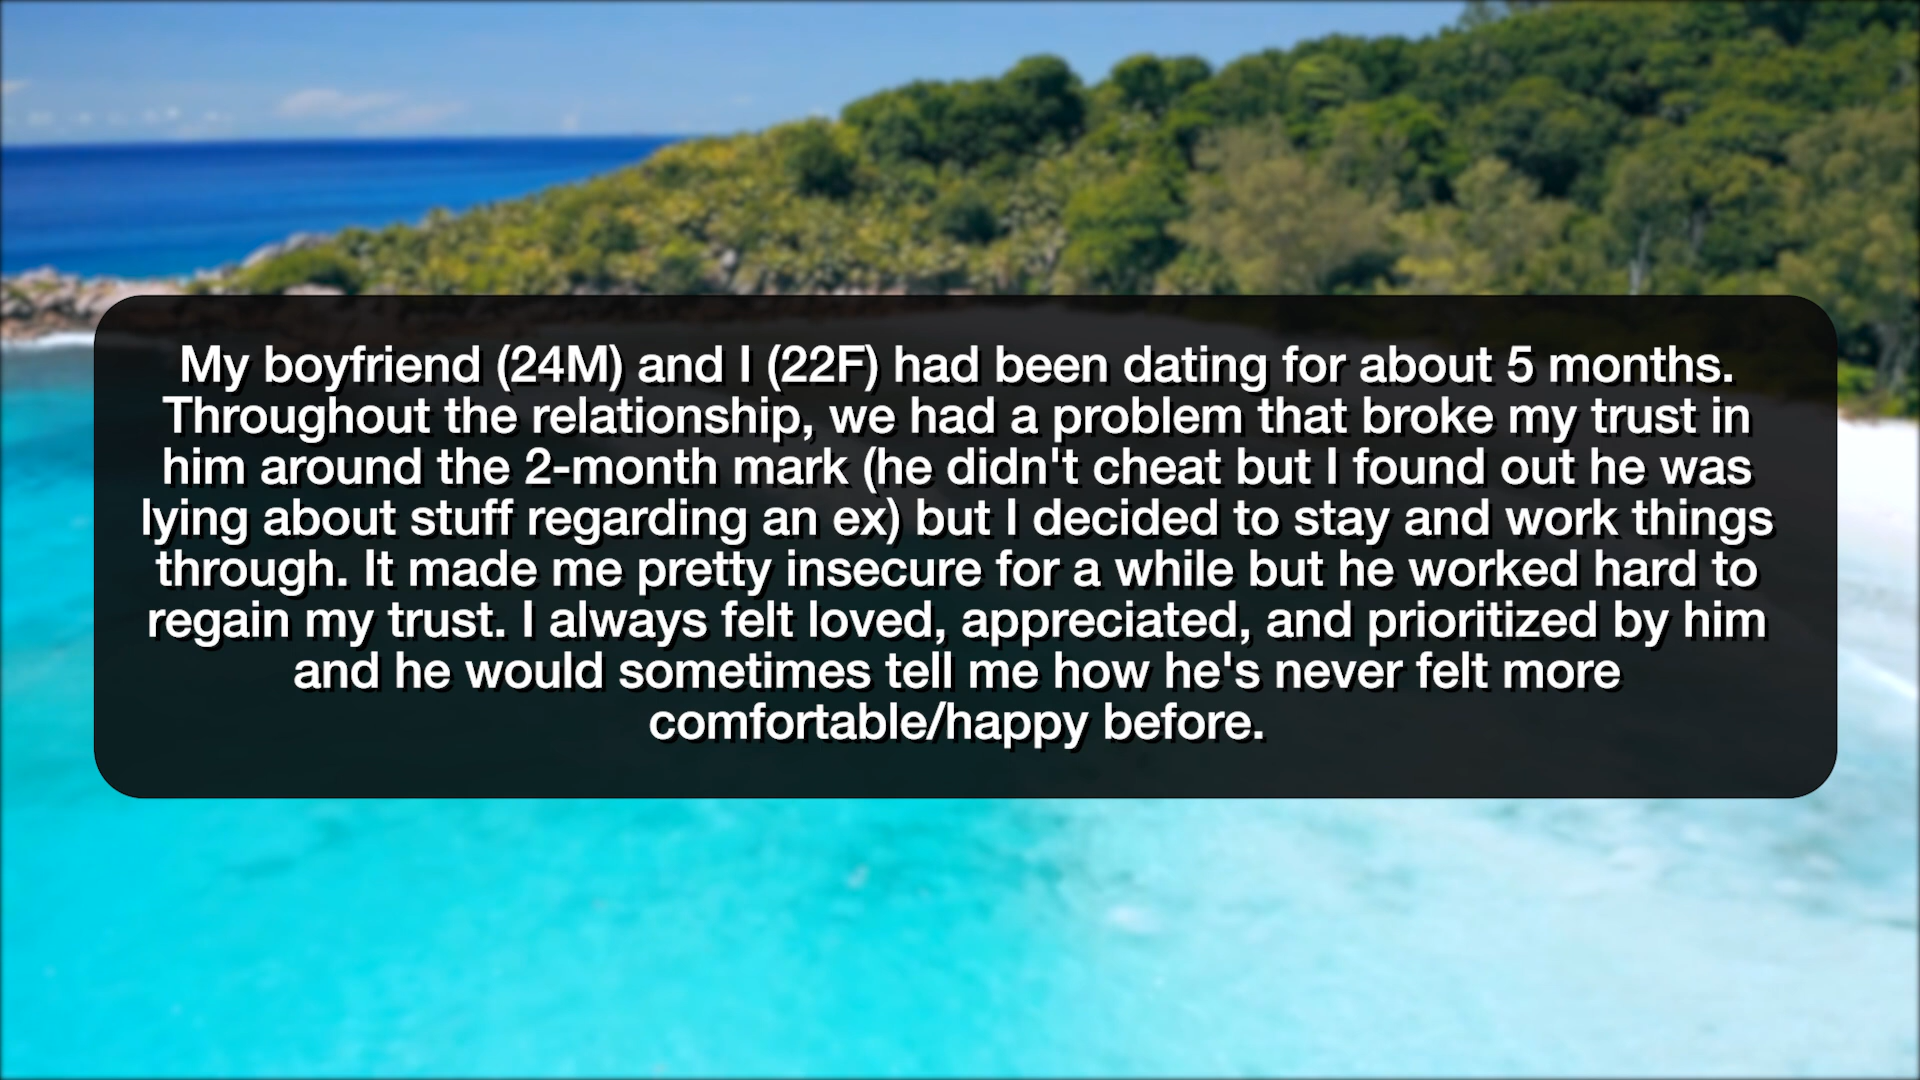 My boyfriend (24M) and I (22F) had been dating for about 5 months.
Throughout the relationship, we had a problem that broke my trust in
him around the 2-month mark (he didn't cheat but I found out he was
lying about stuff regarding an ex) but I decided to stay and work things
through. It made me pretty insecure for a while but he worked hard to
regain my trust. I always felt loved, appreciated, and prioritized by him
and he would sometimes tell me how he's never felt more
comfortable/happy before.